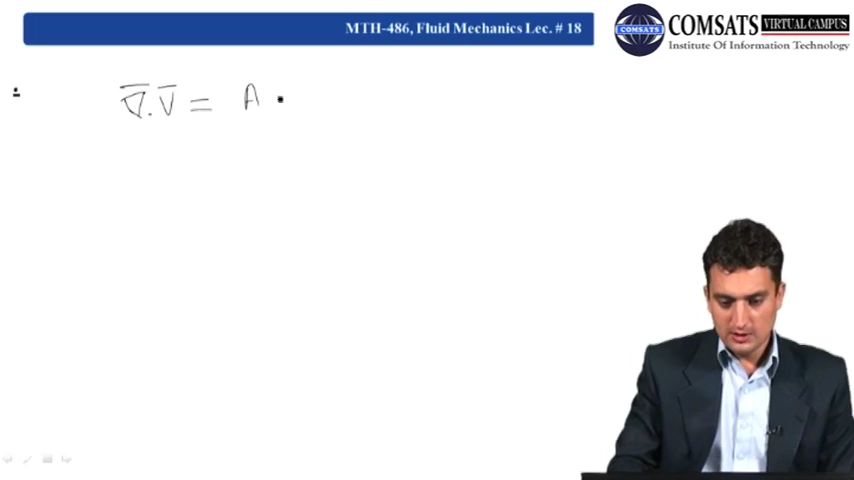 MTH-486, Fluid Mechanics Lec. # 18
COMSATS
COMSATS VIRTUAL CAMPUS
Institute Of Information Technology
∇̅.V̅ = A